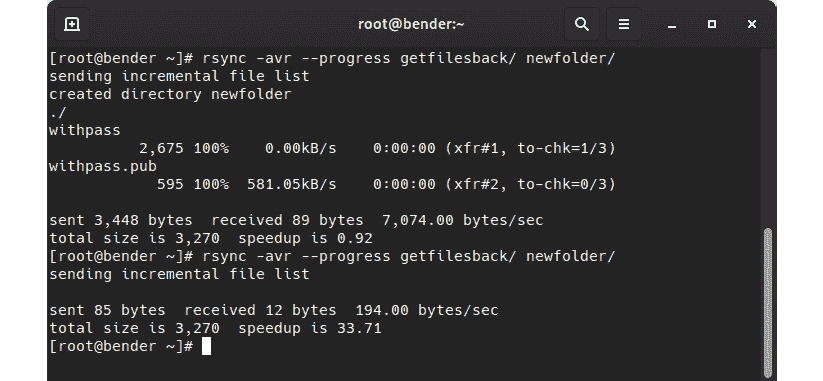 root@bender:~
[root@bender ~]# rsync -avr --progress getfilesback/ newfolder/
sending incremental file list
created directory newfolder
./
withpass
          2,675 100%    0.00kB/s    0:00:00 (xfr#1, to-chk=1/3)
withpass.pub
            595 100%  581.05kB/s    0:00:00 (xfr#2, to-chk=0/3)
sent 3,448 bytes  received 89 bytes  7,074.00 bytes/sec
total size is 3,270  speedup is 0.92
[root@bender ~]# rsync -avr --progress getfilesback/ newfolder/
sending incremental file list
sent 85 bytes  received 12 bytes  194.00 bytes/sec
total size is 3,270  speedup is 33.71
[root@bender ~]#